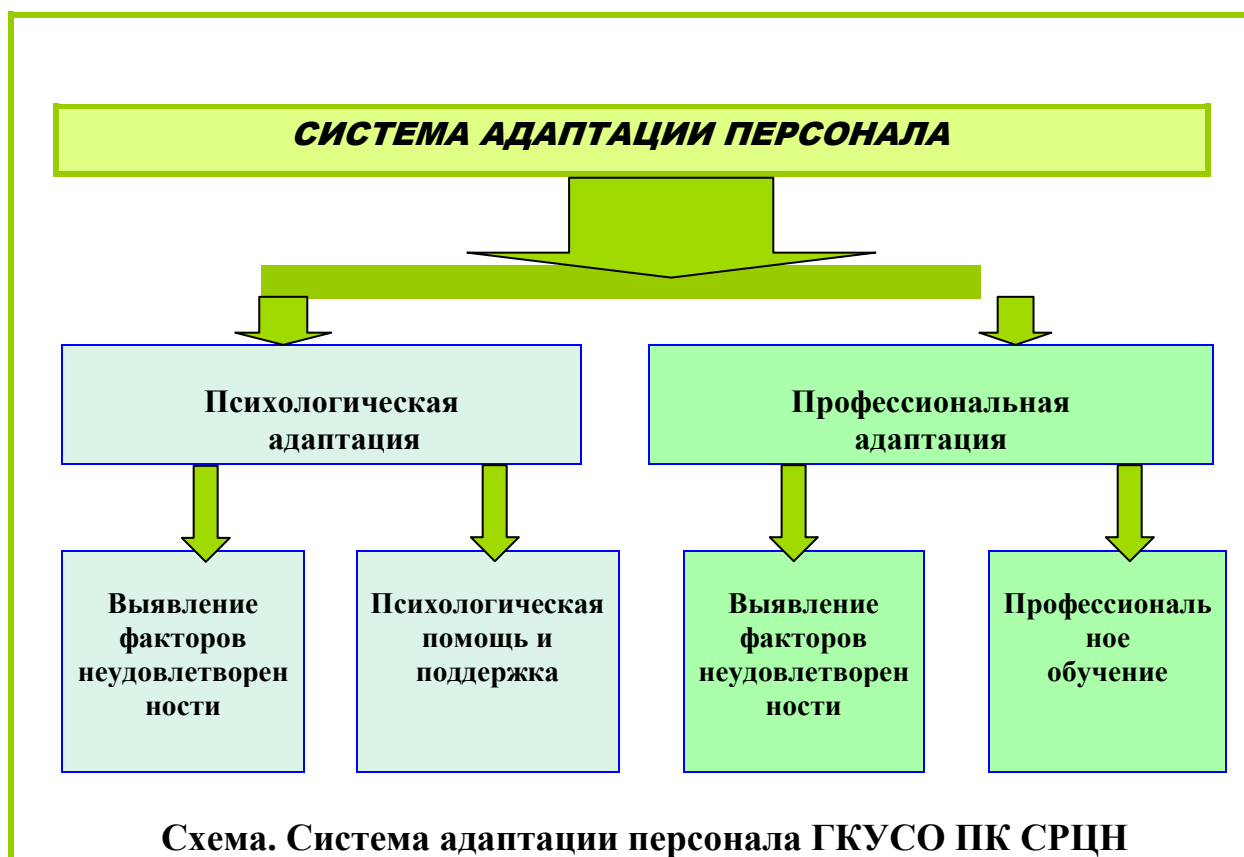 СИСТЕМА АДАПТАЦИИ ПЕРСОНАЛА
Психологическая
адаптация
Профессиональная
адаптация
Выявление
факторов
неудовлетворен
ности
Психологическая
помощь и
поддержка
Выявление
факторов
неудовлетворен
ности
Профессиональ
ное
обучение
Схема. Система адаптации персонала ГКУСО ПК СРЦН